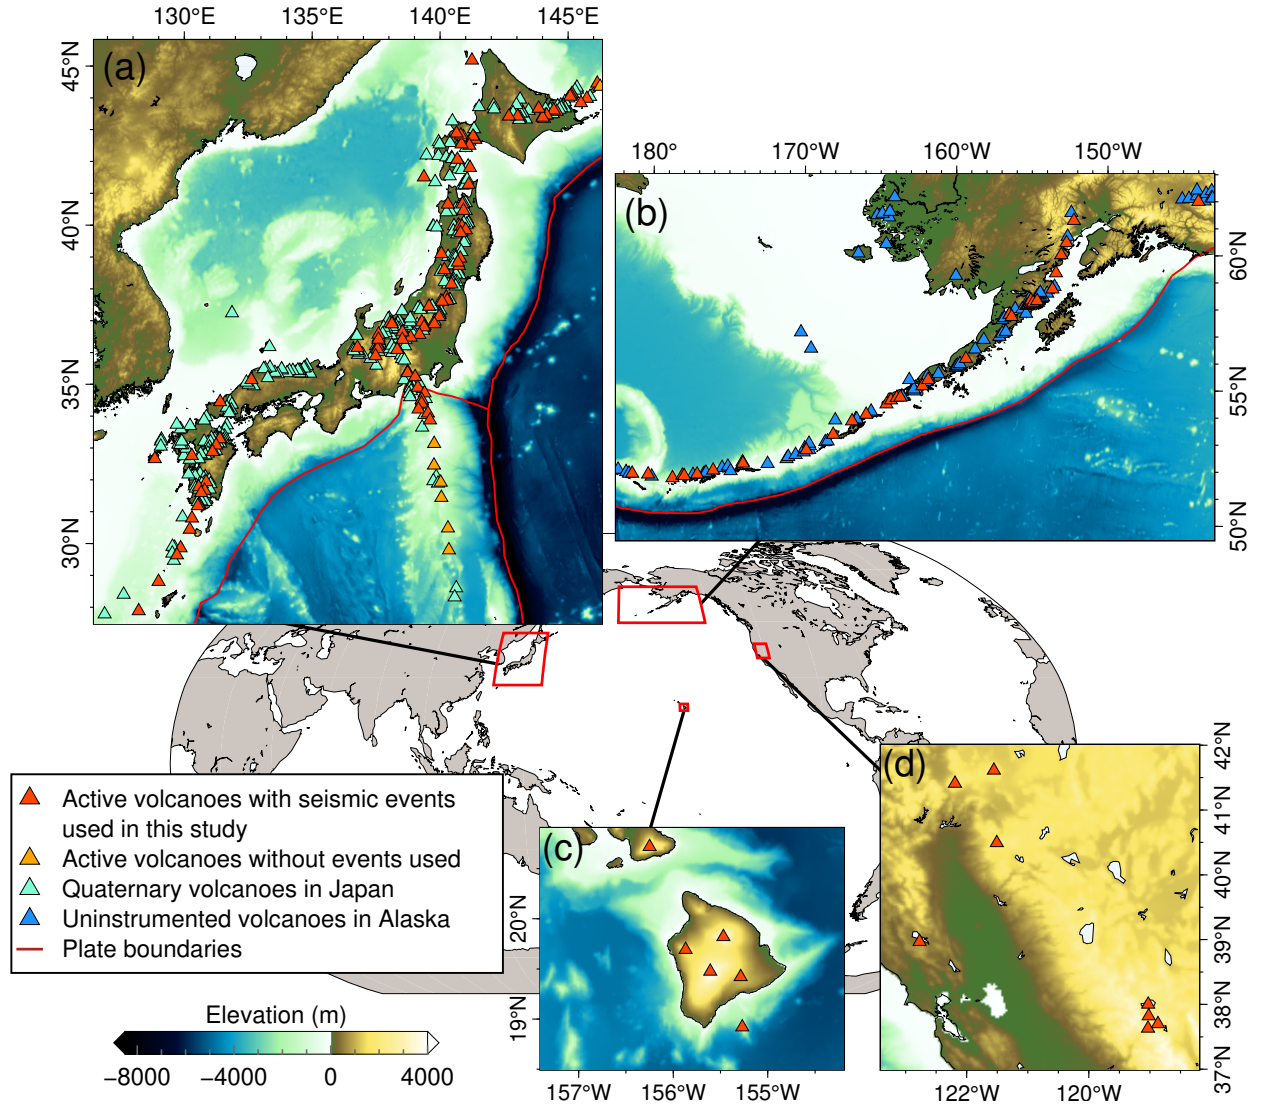 130°E 135°E 140°E 145°E
(a)
45°N
40°N
35°N
30°N
180° 170°W 160°W 150°W
(b)
60°N
55°N
50°N
Active volcanoes with seismic events
used in this study
Active volcanoes without events used
Quaternary volcanoes in Japan
Uninstrumented volcanoes in Alaska
Plate boundaries
Elevation (m)
−8000 −4000 0 4000
(c)
20°N
19°N
157°W 156°W 155°W
(d)
42°N
41°N
40°N
39°N
38°N
37°N
122°W 120°W